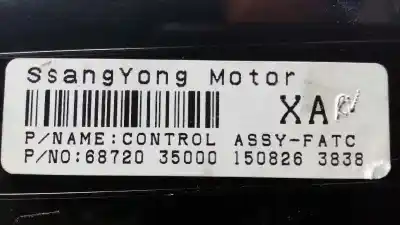 SsangYong Motor
XA
P/NAME:CONTROL ASSY-FATC
P/NO:68720 35000 150826 3838